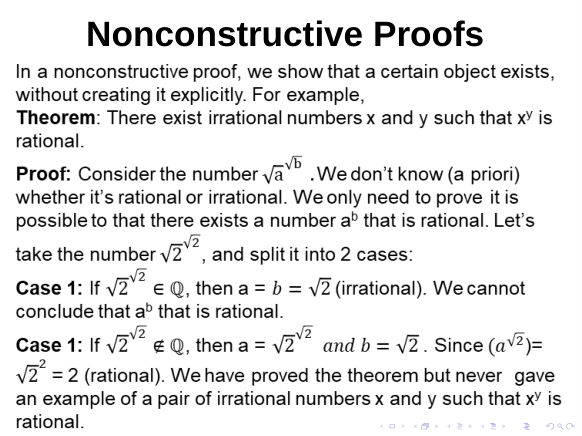 Nonconstructive Proofs
In a nonconstructive proof, we show that a certain object exists,
without creating it explicitly. For example,
Theorem: There exist irrational numbers x and y such that xʸ is
rational.
Proof: Consider the number √a^√b .We don't know (a priori)
whether it's rational or irrational. We only need to prove it is
possible to that there exists a number aᵇ that is rational. Let's
take the number √2^√2, and split it into 2 cases:
Case 1: If √2^√2 ∈ ℚ, then a = b = √2 (irrational). We cannot
conclude that aᵇ that is rational.
Case 1: If √2^√2 ∉ ℚ, then a = √2^√2 and b = √2 . Since (a^√2)=
√2² = 2 (rational). We have proved the theorem but never gave
an example of a pair of irrational numbers x and y such that xʸ is
rational.